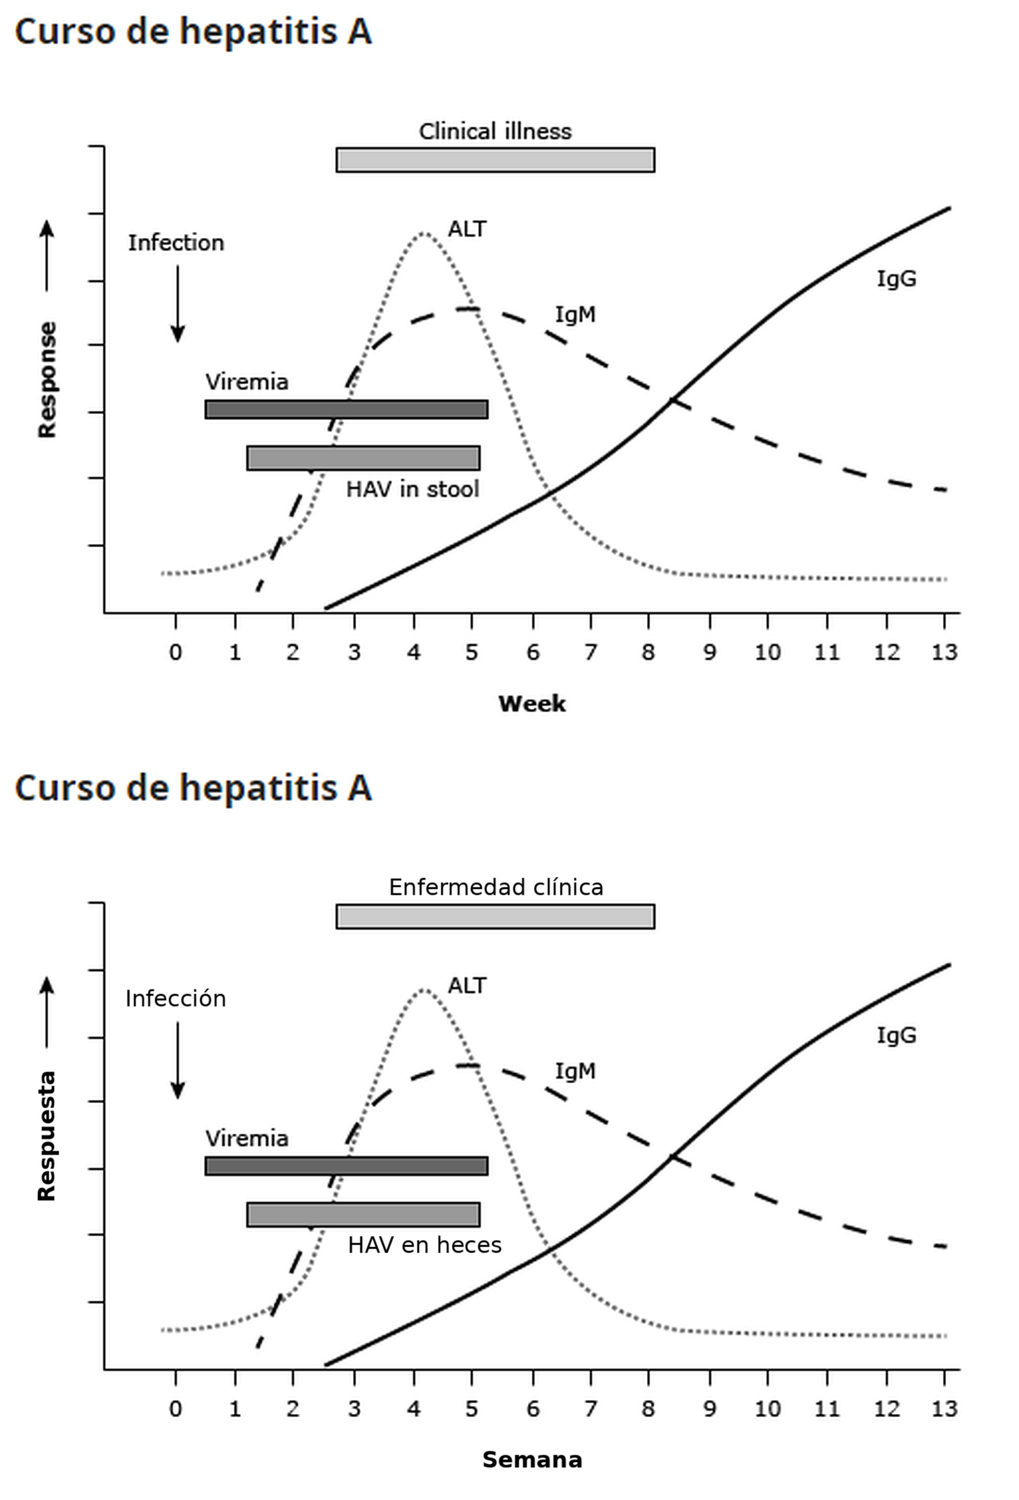 Curso de hepatitis A
Clinical illness
ALT
Infection
IgG
IgM
Response
Viremia
HAV in stool
0 1 2 3 4 5 6 7 8 9 10 11 12 13
Week
Curso de hepatitis A
Enfermedad clínica
ALT
Infección
IgG
IgM
Respuesta
Viremia
HAV en heces
0 1 2 3 4 5 6 7 8 9 10 11 12 13
Semana